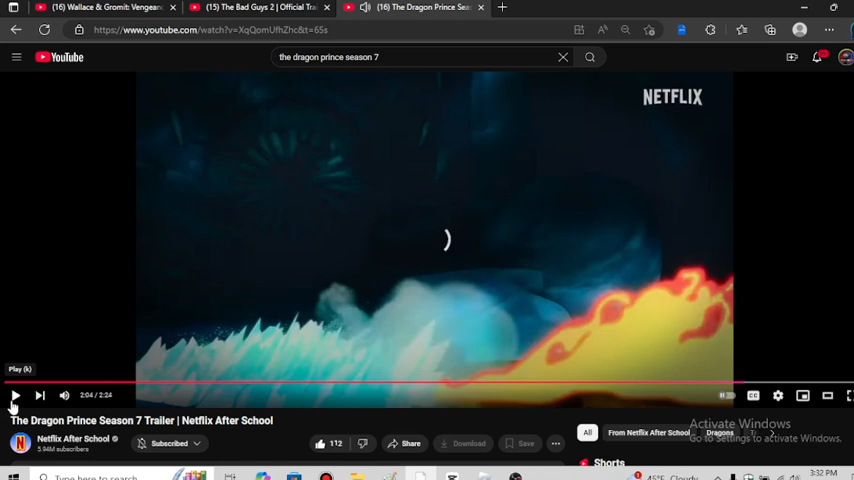 (16) Wallace & Gromit: Vengean
(15) The Bad Guys 2 | Official Trai
(16) The Dragon Prince Sea
https://www.youtube.com/watch?v=XqQomUfhZhc&t=65s
YouTube
the dragon prince season 7
NETFLIX
Play (k)
2:04 / 2:24
CC
The Dragon Prince Season 7 Trailer | Netflix After School
Netflix After School
5.94M subscribers
Subscribed
112
Share
Download
Save
All
From Netflix After School
Dragons
Activate Windows
Go to Settings to activate Windows.
Shorts
Type here to search
45°F Cloudy
3:32 PM